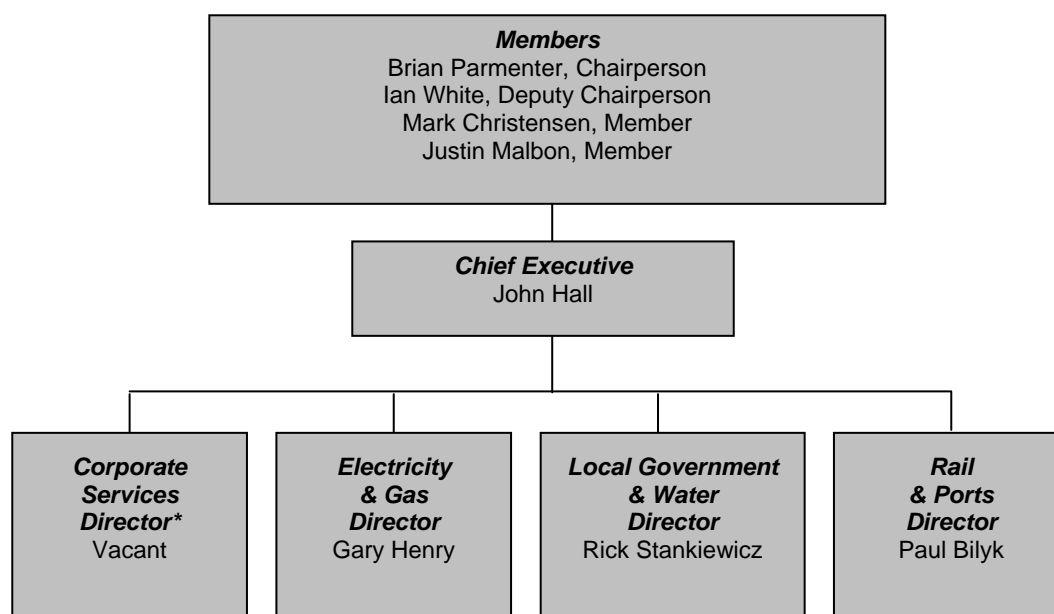 Members
Brian Parmenter, Chairperson
Ian White, Deputy Chairperson
Mark Christensen, Member
Justin Malbon, Member
Chief Executive
John Hall
Corporate
Services
Director*
Vacant
Electricity
& Gas
Director
Gary Henry
Local Government
& Water
Director
Rick Stankiewicz
Rail
& Ports
Director
Paul Bilyk